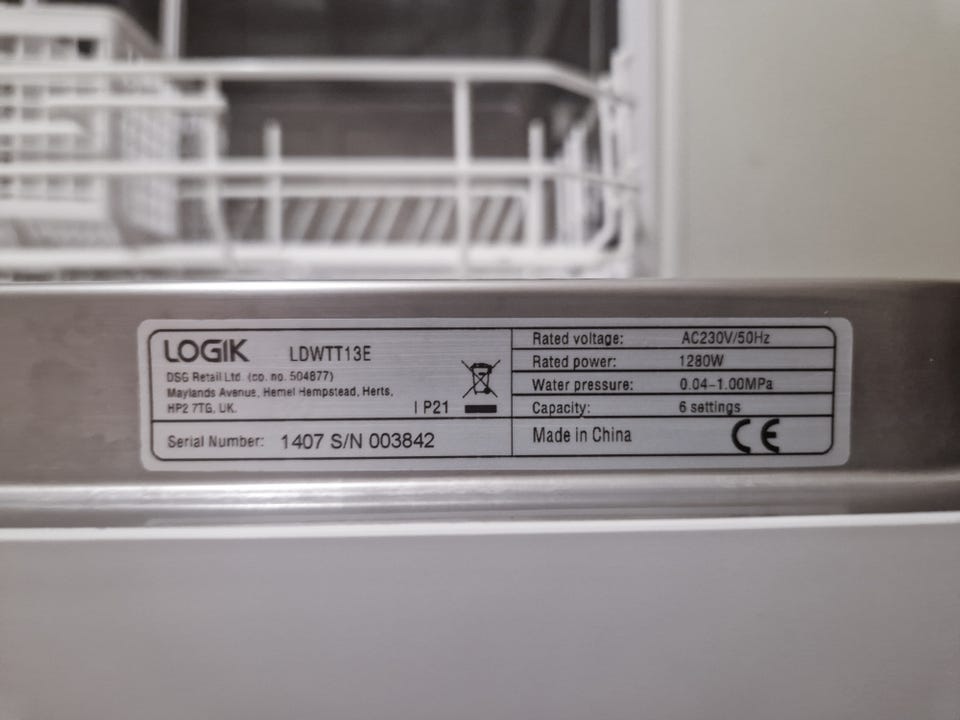 LOGIK LDWTT13E
DSG Retail Ltd. (co. no. 504877)
Maylands Avenue, Hemel Hempstead, Herts,
HP2 7TG, UK.
IP21
Serial Number: 1407 S/N 003842
Rated voltage: AC230V/50Hz
Rated power: 1280W
Water pressure: 0.04-1.00MPa
Capacity: 6 settings
Made in China CE